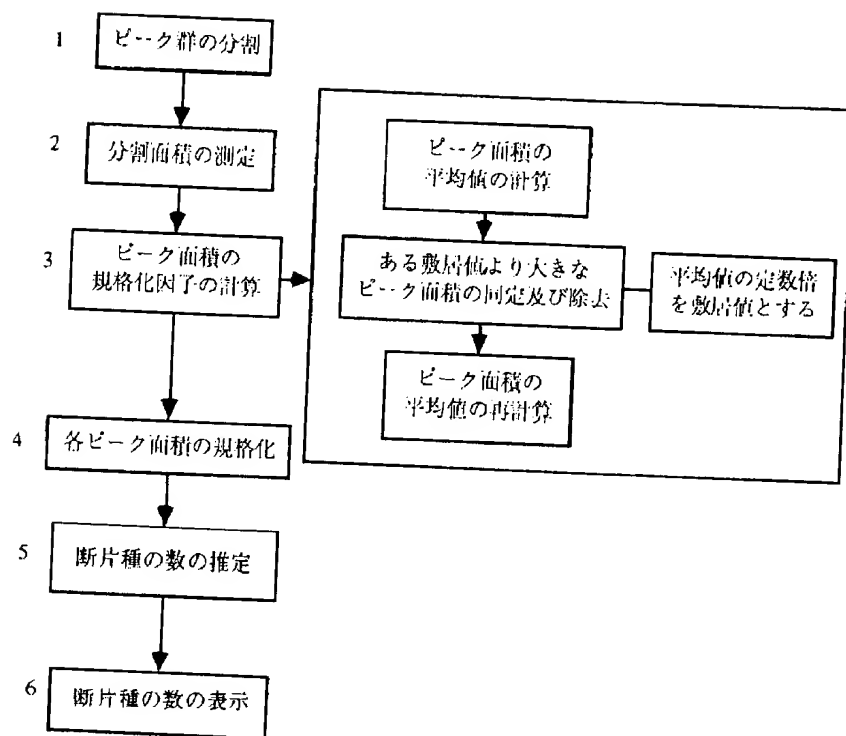 1
ピーク群の分割
2
分割面積の測定
3
ピーク面積の
規格化因子の計算
4
各ピーク面積の規格化
5
断片種の数の推定
6
断片種の数の表示
ピーク面積の
平均値の計算
ある敷居値より大きな
ピーク面積の同定及び除去
平均値の定数倍
を敷居値とする
ピーク面積の
平均値の再計算